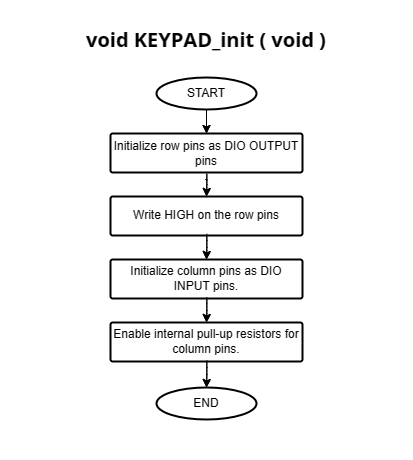 void KEYPAD_init ( void )
START
Initialize row pins as DIO OUTPUT
pins
Write HIGH on the row pins
Initialize column pins as DIO
INPUT pins.
Enable internal pull-up resistors for
column pins.
END